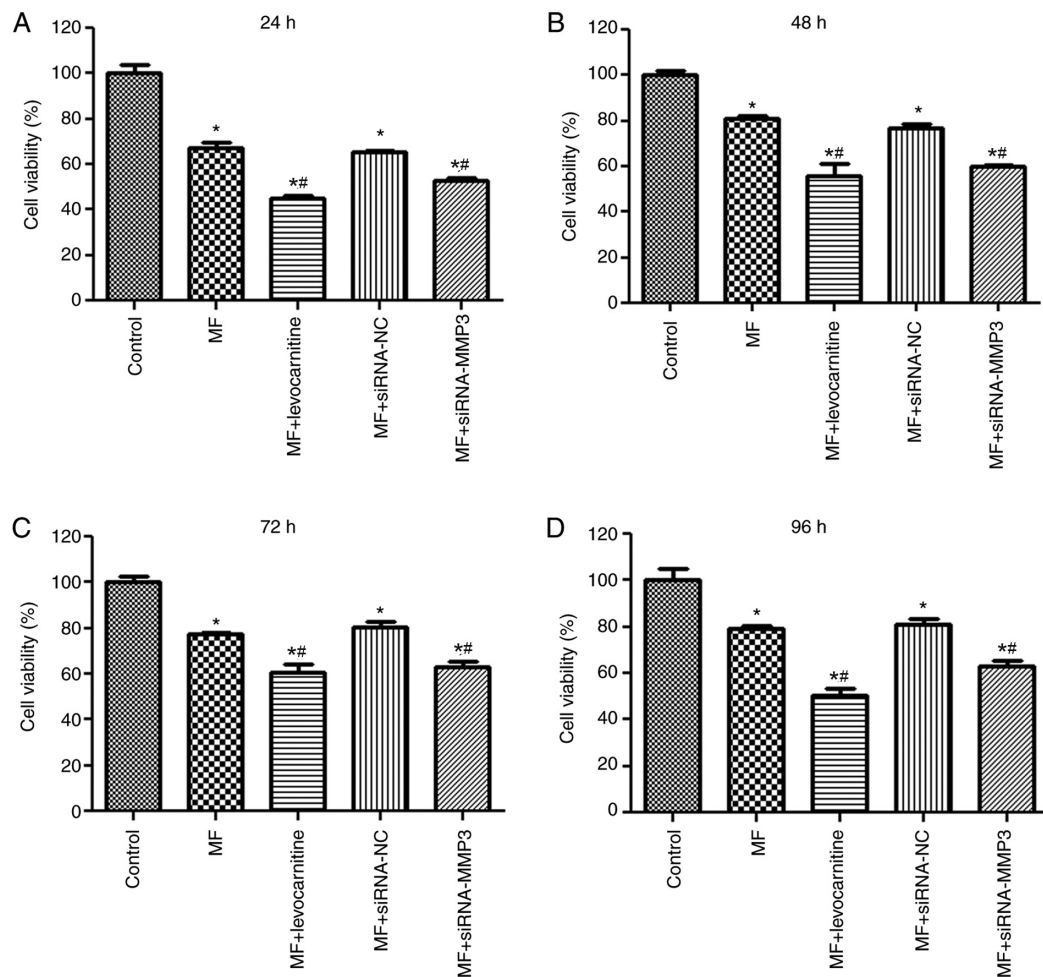 A
24 h
Cell viability (%)
120
100
80
60
40
20
0
*
*#
*
*#
Control
MF
MF+levocarnitine
MF+siRNA-NC
MF+siRNA-MMP3
B
48 h
Cell viability (%)
120
100
80
60
40
20
0
*
*#
*
*#
Control
MF
MF+levocarnitine
MF+siRNA-NC
MF+siRNA-MMP3
C
72 h
Cell viability (%)
120
100
80
60
40
20
0
*
*#
*
*#
Control
MF
MF+levocarnitine
MF+siRNA-NC
MF+siRNA-MMP3
D
96 h
Cell viability (%)
120
100
80
60
40
20
0
*
*#
*
*#
Control
MF
MF+levocarnitine
MF+siRNA-NC
MF+siRNA-MMP3